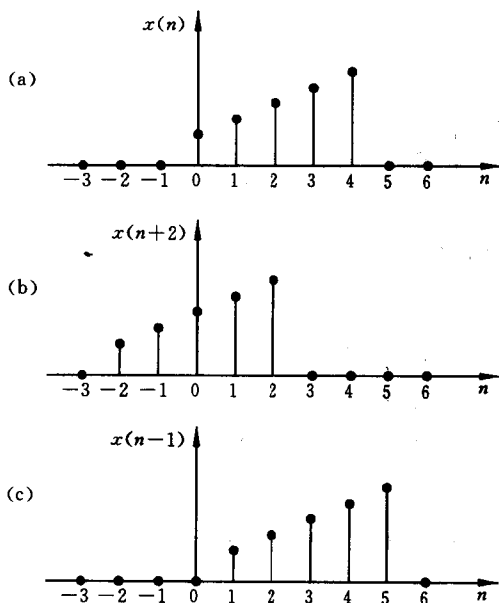 x(n)
(a)
−3 −2 −1 0 1 2 3 4 5 6 n
x(n+2)
(b)
−3 −2 −1 0 1 2 3 4 5 6 n
x(n−1)
(c)
−3 −2 −1 0 1 2 3 4 5 6 n